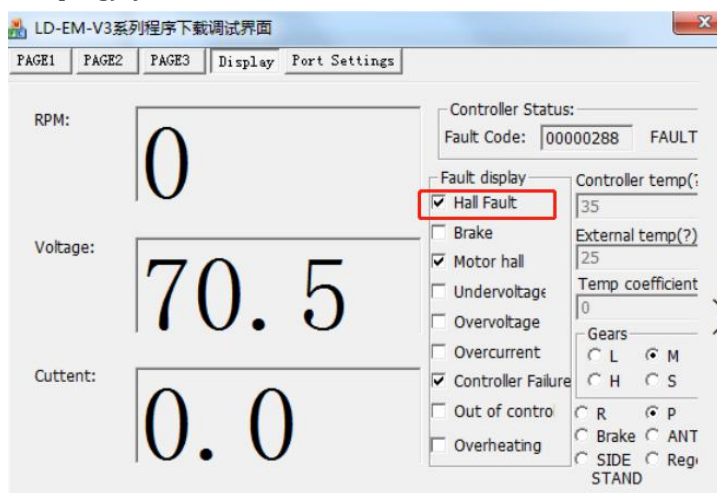 LD-EM-V3系列程序下载调试界面
PAGE1 PAGE2 PAGE3 Display Port Settings
Controller Status:
RPM:
0
Fault Code: 00000288 FAULT
Fault display
Hall Fault
Brake
Motor hall
Undervoltage
Overvoltage
Overcurrent
Controller Failure
Out of contro
Overheating
Controller temp(?
35
External temp(?)
25
Temp coefficient
0
Gears
L M
H S
R P
Brake ANT
SIDE Reg
STAND
Voltage:
70.5
Cuttent:
0.0